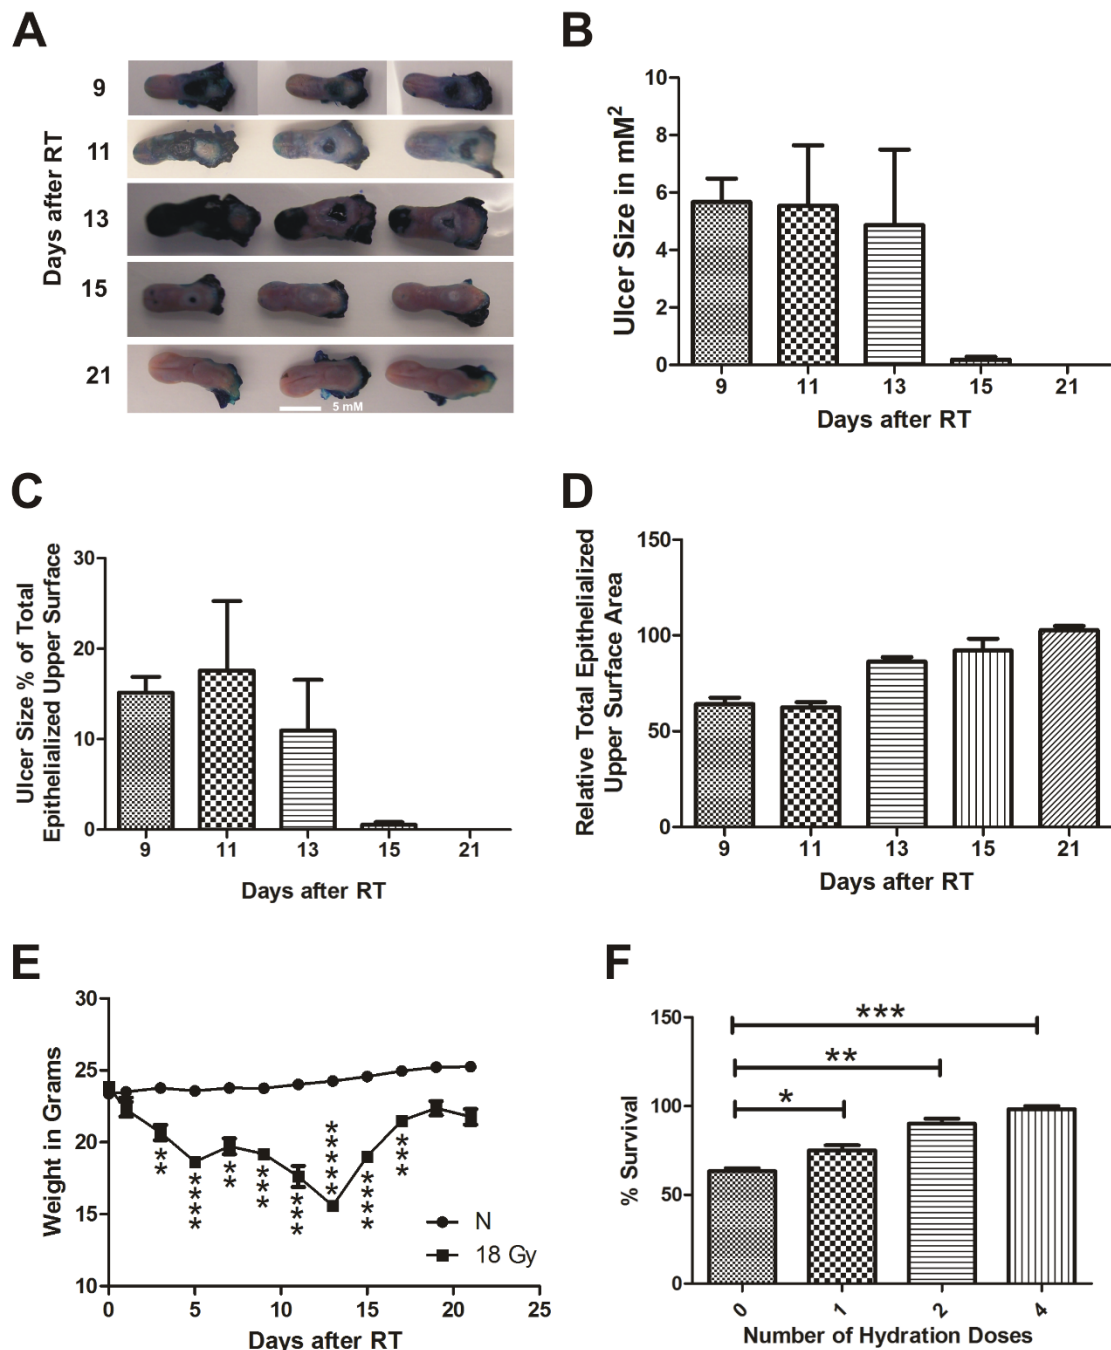 A
Days after RT
9
11
13
15
21
5 mM
B
Ulcer Size in mM²
10
8
6
4
2
0
9 11 13 15 21
Days after RT
C
Ulcer Size % of Total
Epithelialized Upper Surface
30
20
10
0
9 11 13 15 21
Days after RT
D
Relative Total Epithelialized
Upper Surface Area
150
100
50
0
9 11 13 15 21
Days after RT
E
Weight in Grams
30
25
20
15
10
**
****
**
***
***
*****
****
***
N
18 Gy
0 5 10 15 20 25
Days after RT
F
% Survival
150
100
50
0
***
**
*
0 1 2 4
Number of Hydration Doses